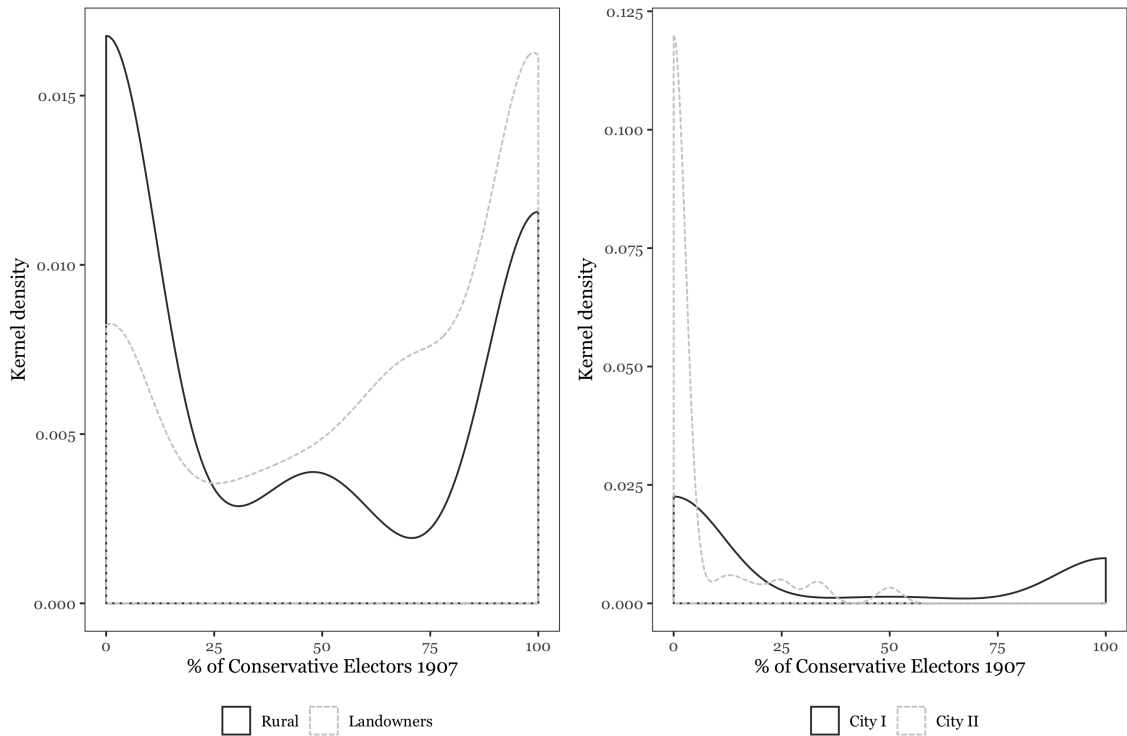 Kernel density
0.015
0.010
0.005
0.000
0 25 50 75 100
% of Conservative Electors 1907
Rural Landowners
Kernel density
0.125
0.100
0.075
0.050
0.025
0.000
0 25 50 75 100
% of Conservative Electors 1907
City I City II